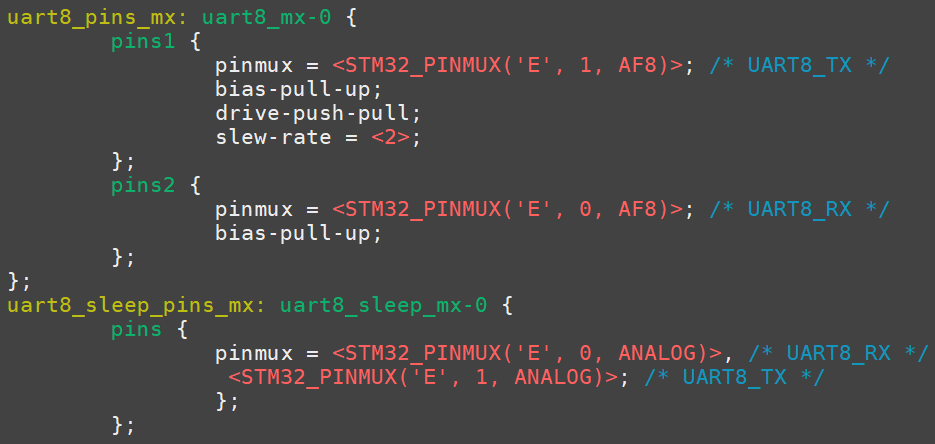 uart8_pins_mx: uart8_mx-0 {
        pins1 {
                pinmux = <STM32_PINMUX('E', 1, AF8)>; /* UART8_TX */
                bias-pull-up;
                drive-push-pull;
                slew-rate = <2>;
        };
        pins2 {
                pinmux = <STM32_PINMUX('E', 0, AF8)>; /* UART8_RX */
                bias-pull-up;
        };
};
uart8_sleep_pins_mx: uart8_sleep_mx-0 {
        pins {
                pinmux = <STM32_PINMUX('E', 0, ANALOG)>, /* UART8_RX */
                 <STM32_PINMUX('E', 1, ANALOG)>; /* UART8_TX */
                };
        };